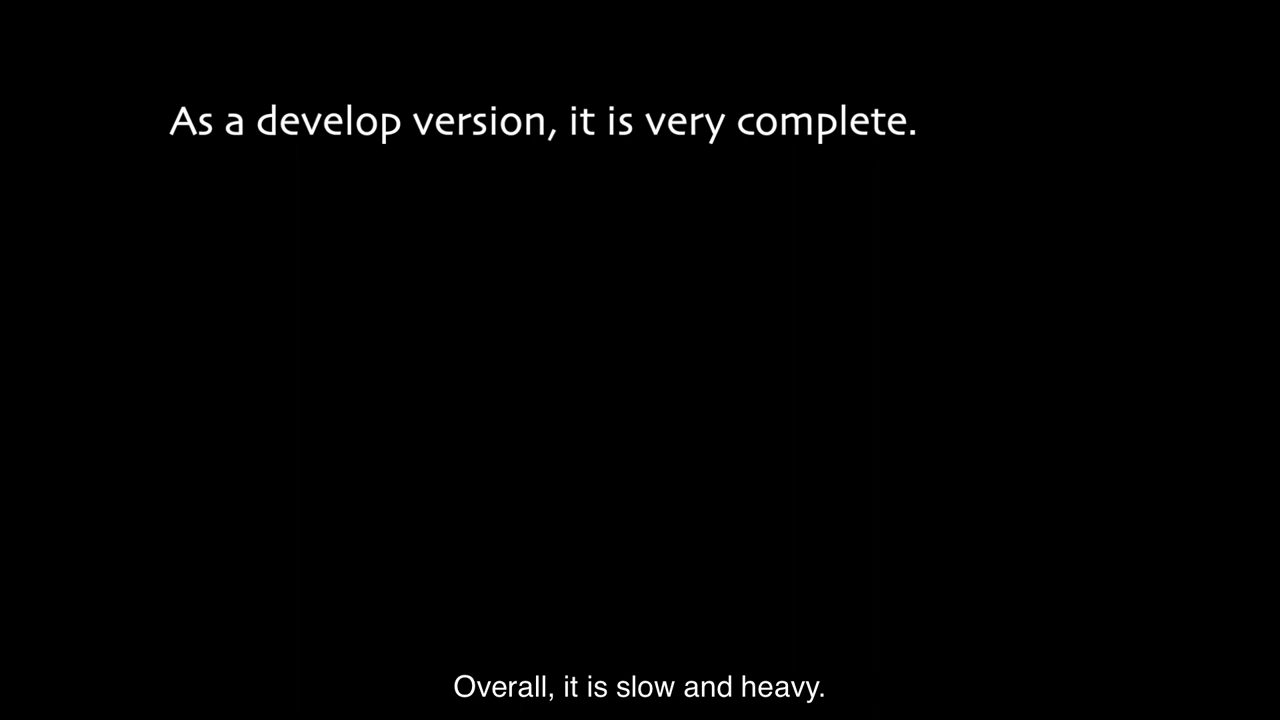 As a develop version, it is very complete.
Overall, it is slow and heavy.